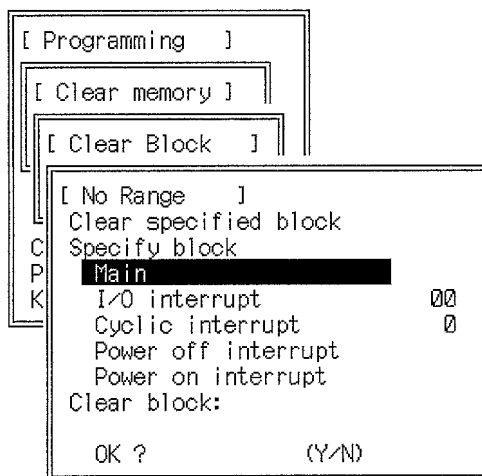 [ Programming ]
[ Clear memory ]
[ Clear Block ]
[ No Range ]
Clear specified block
Specify block
Main
I/O interrupt 00
Cyclic interrupt 0
Power off interrupt
Power on interrupt
Clear block:
OK ? (Y/N)
C
P
K